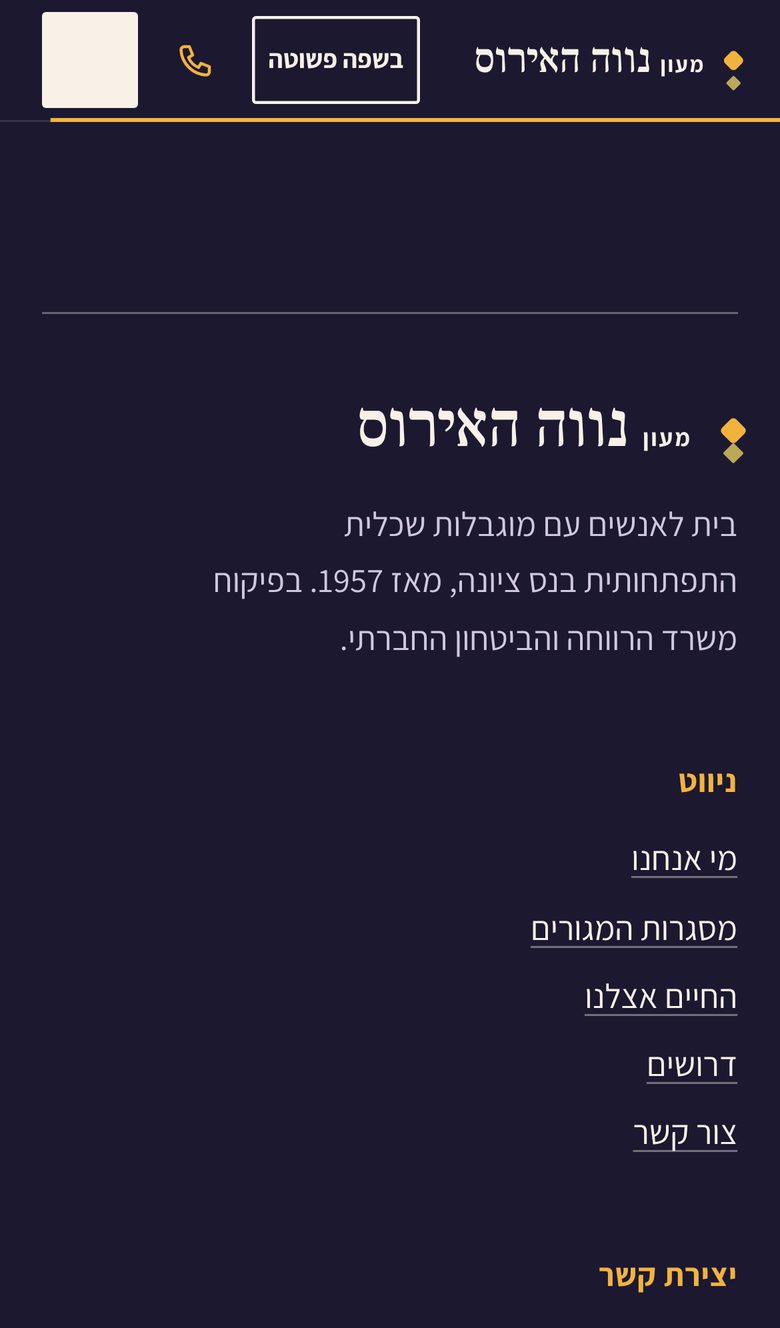 מעון נווה האירוס
בשפה פשוטה
מעון נווה האירוס
בית לאנשים עם מוגבלות שכלית
התפתחותית בנס ציונה, מאז 1957. בפיקוח
משרד הרווחה והביטחון החברתי.
ניווט
מי אנחנו
מסגרות המגורים
החיים אצלנו
דרושים
צור קשר
יצירת קשר